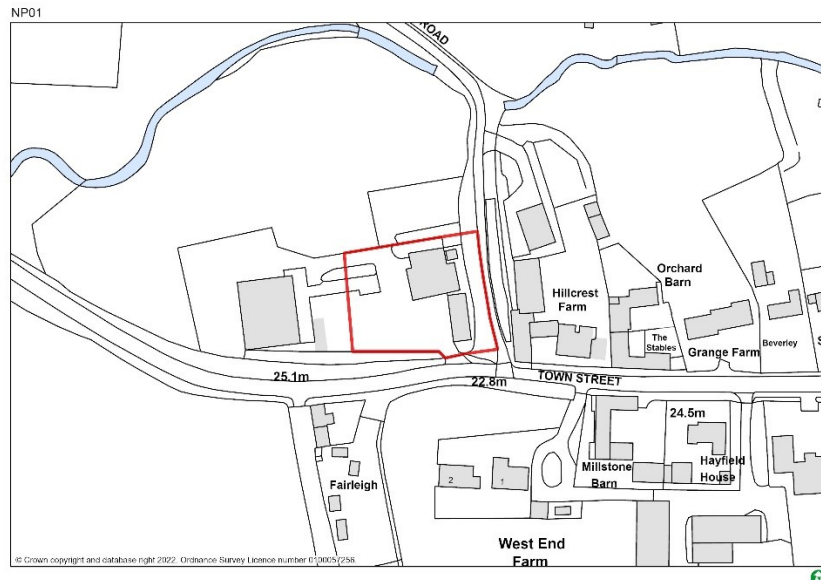 NP01
ROAD
Orchard
Barn
Hillcrest
Farm
The
Stables
Grange Farm
Beverley
25.1m
22.8m
TOWN STREET
24.5m
Fairleigh
2
1
Millstone
Barn
Hayfield
House
West End
Farm
© Crown copyright and database right 2022. Ordnance Survey Licence number 0100057256.